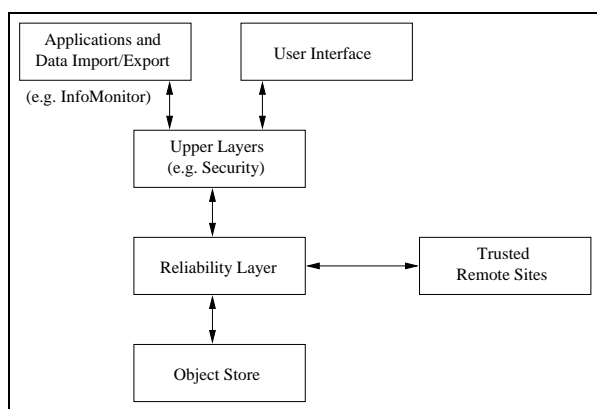 Applications and
Data Import/Export
User Interface
(e.g. InfoMonitor)
Upper Layers
(e.g. Security)
Reliability Layer
Trusted
Remote Sites
Object Store